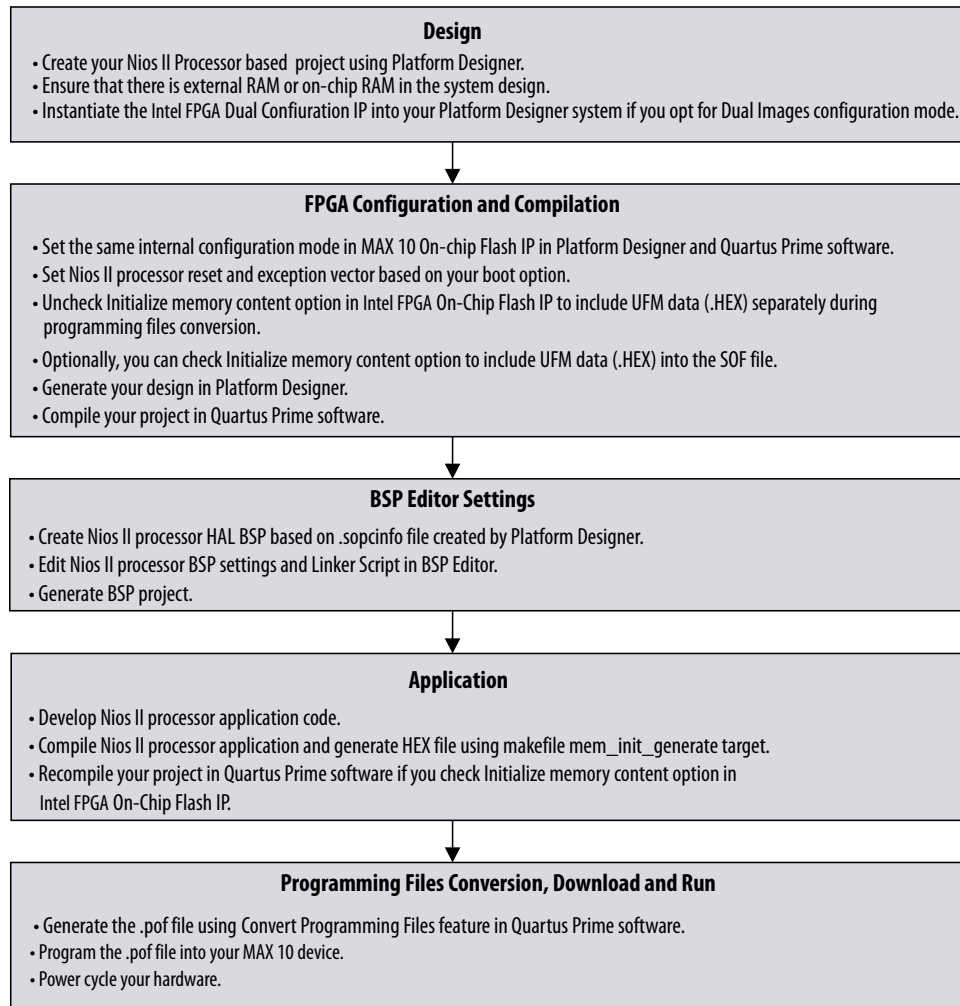 Design
• Create your Nios II Processor based project using Platform Designer.
• Ensure that there is external RAM or on-chip RAM in the system design.
• Instantiate the Intel FPGA Dual Confiuration IP into your Platform Designer system if you opt for Dual Images configuration mode.
FPGA Configuration and Compilation
• Set the same internal configuration mode in MAX 10 On-chip Flash IP in Platform Designer and Quartus Prime software.
• Set Nios II processor reset and exception vector based on your boot option.
• Uncheck Initialize memory content option in Intel FPGA On-Chip Flash IP to include UFM data (.HEX) separately during
programming files conversion.
• Optionally, you can check Initialize memory content option to include UFM data (.HEX) into the SOF file.
• Generate your design in Platform Designer.
• Compile your project in Quartus Prime software.
BSP Editor Settings
• Create Nios II processor HAL BSP based on .sopcinfo file created by Platform Designer.
• Edit Nios II processor BSP settings and Linker Script in BSP Editor.
• Generate BSP project.
Application
• Develop Nios II processor application code.
• Compile Nios II processor application and generate HEX file using makefile mem_init_generate target.
• Recompile your project in Quartus Prime software if you check Initialize memory content option in
Intel FPGA On-Chip Flash IP.
Programming Files Conversion, Download and Run
• Generate the .pof file using Convert Programming Files feature in Quartus Prime software.
• Program the .pof file into your MAX 10 device.
• Power cycle your hardware.